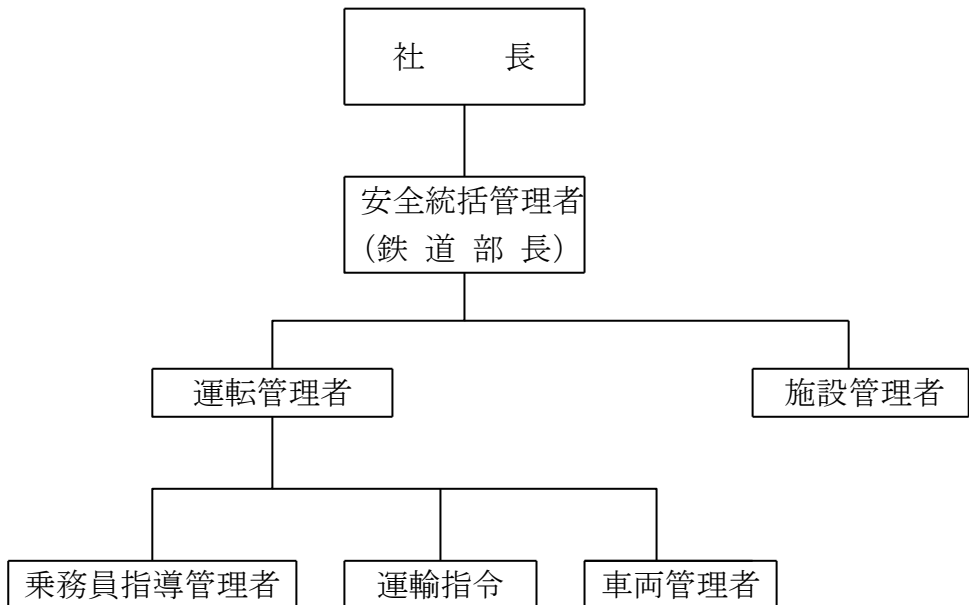 社 長
安全統括管理者
(鉄 道 部 長)
運転管理者
施設管理者
乗務員指導管理者
運輸指令
車両管理者